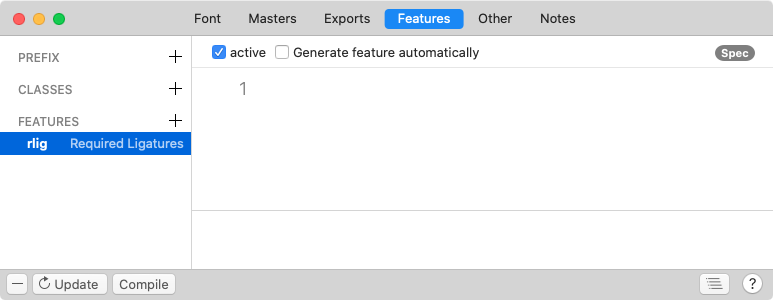 Font Masters Exports Features Other Notes
PREFIX +
CLASSES +
FEATURES +
rlig Required Ligatures
active Generate feature automatically Spec
1
Update Compile ?